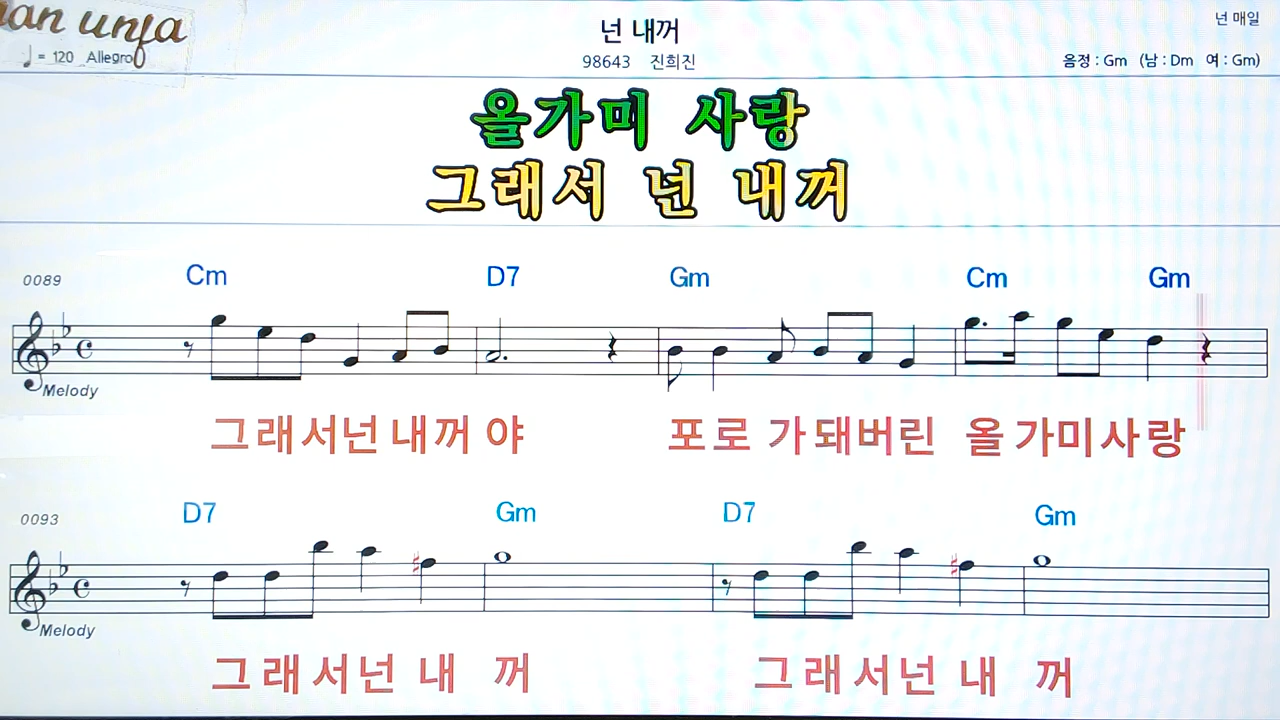 넌 내꺼
넌 매일
♩ = 120 Allegro
98643 진희진
음정 : Gm (남 : Dm 여 : Gm)
올가미 사랑
그래서 넌 내꺼
0089 Cm D7 Gm Cm Gm
Melody
그래서넌내꺼야 포로가돼버린 올가미사랑
0093 D7 Gm D7 Gm
Melody
그래서넌내 꺼 그래서넌내 꺼